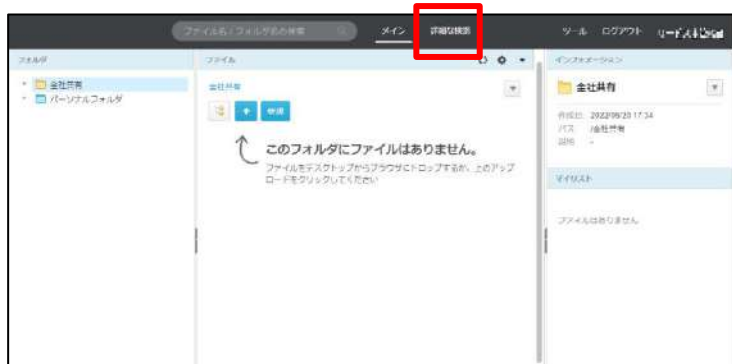 ファイル名 / フォルダ名の検索
メイン
詳細な検索
ツール
ログアウト
フォルダ
会社共有
パーソナルフォルダ
ファイル
会社共有
このフォルダにファイルはありません。
ファイルをデスクトップからブラウザにドロップするか、上のアップ
ロードをクリックしてください
インフォメーション
会社共有
作成日 2022/06/20 17:34
パス /会社共有
説明 -
マイリスト
ファイルはありません